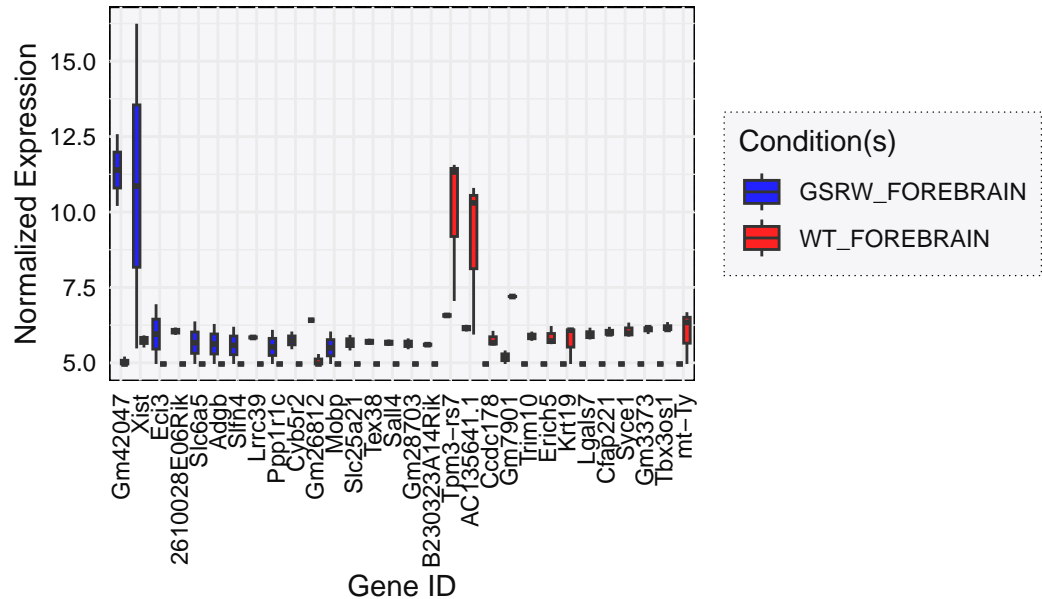 Normalized Expression
15.0
12.5
10.0
7.5
5.0
Gm42047
Xist
Eci3
2610028E06Rik
Slc6a5
Adgb
Slfn4
Lrrc39
Ppp1r1c
Cyb5r2
Gm26812
Mobp
Slc25a21
Tex38
Sall4
Gm28703
B230323A14Rik
Tpm3−rs7
AC135641.1
Ccdc178
Gm7901
Trim10
Erich5
Krt19
Lgals7
Cfap221
Syce1
Gm3373
Tbx3os1
mt−Ty
Gene ID
Condition(s)
GSRW_FOREBRAIN
WT_FOREBRAIN